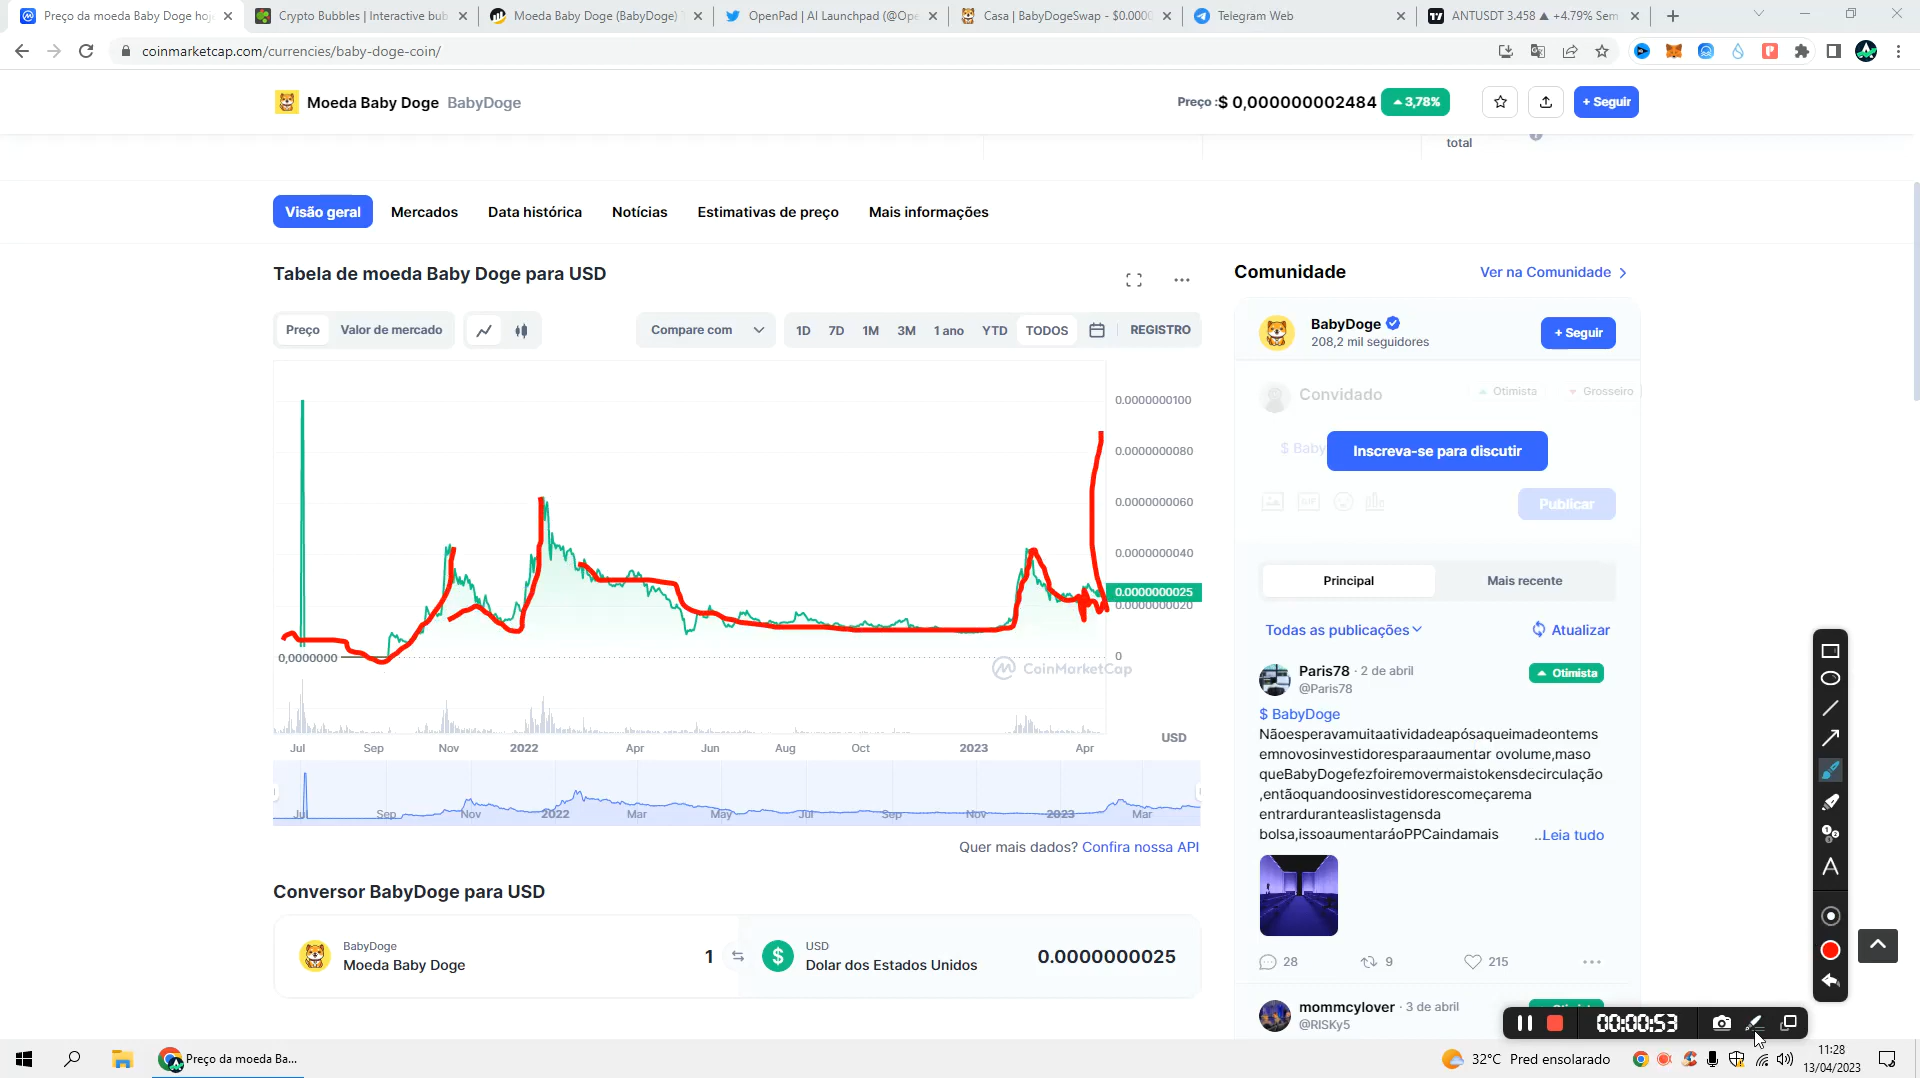 Preço da moeda Baby Doge hoj
Crypto Bubbles | Interactive bub
Moeda Baby Doge (BabyDoge)
OpenPad | AI Launchpad (@Ope
Casa | BabyDogeSwap - $0.0000
Telegram Web
ANTUSDT 3.458 ▲ +4.79% Sem
coinmarketcap.com/currencies/baby-doge-coin/
Moeda Baby Doge BabyDoge
Preço :$ 0,000000002484
3,78%
+ Seguir
total
Visão geral
Mercados
Data histórica
Notícias
Estimativas de preço
Mais informações
Tabela de moeda Baby Doge para USD
Preço
Valor de mercado
Compare com
1D 7D 1M 3M 1 ano YTD TODOS
REGISTRO
0.0000000100
0.0000000080
0.0000000060
0.0000000040
0.0000000025
0.0000000020
0
0,0000000
CoinMarketCap
Jul Sep Nov 2022 Apr Jun Aug Oct 2023 Apr
USD
Jul Sep Nov 2022 Mar May Jul Sep Nov 2023 Mar
Quer mais dados? Confira nossa API
Conversor BabyDoge para USD
BabyDoge
Moeda Baby Doge
1
USD
Dolar dos Estados Unidos
0.0000000025
Comunidade
Ver na Comunidade
BabyDoge
208,2 mil seguidores
+ Seguir
Convidado
Otimista
Grosseiro
$ Baby
Inscreva-se para discutir
GIF
Publicar
Principal
Mais recente
Todas as publicações
Atualizar
Paris78 · 2 de abril
@Paris78
Otimista
$ BabyDoge
Nãoesperavamuitaatividadeapósaqueimadeontems
emnovosinvestidoresparaaumentar ovolume,maso
queBabyDogefezfoiremovermaistokensdecirculação
,entãoquandoosinvestidorescomeçarema
entrarduranteaslistagensda
bolsa,issoaumentaráoPPCaindamais
..Leia tudo
28
9
215
mommcylover · 3 de abril
@RISKy5
00:00:53
Preço da moeda Ba...
32°C Pred ensolarado
11:28
13/04/2023